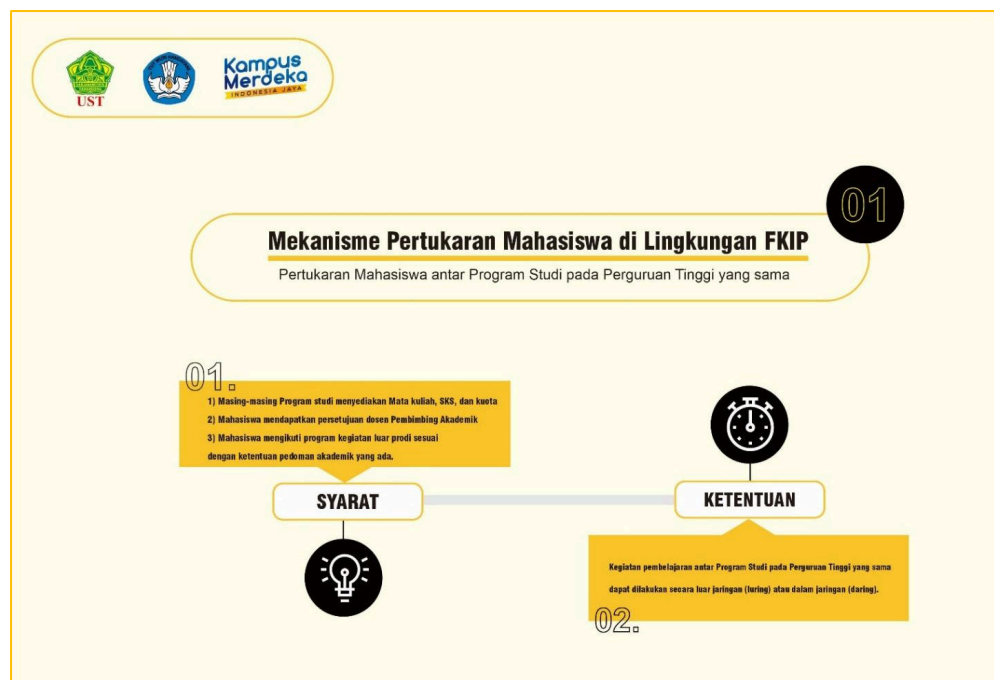 UST
Kampus
Merdeka
INDONESIA JAYA
01
Mekanisme Pertukaran Mahasiswa di Lingkungan FKIP
Pertukaran Mahasiswa antar Program Studi pada Perguruan Tinggi yang sama
01.
1) Masing-masing Program studi menyediakan Mata kuliah, SKS, dan kuota
2) Mahasiswa mendapatkan persetujuan dosen Pembimbing Akademik
3) Mahasiswa mengikuti program kegiatan luar prodi sesuai
dengan ketentuan pedoman akademik yang ada.
SYARAT
KETENTUAN
Kegiatan pembelajaran antar Program Studi pada Perguruan Tinggi yang sama
dapat dilakukan secara luar jaringan (luring) atau dalam jaringan (daring).
02.